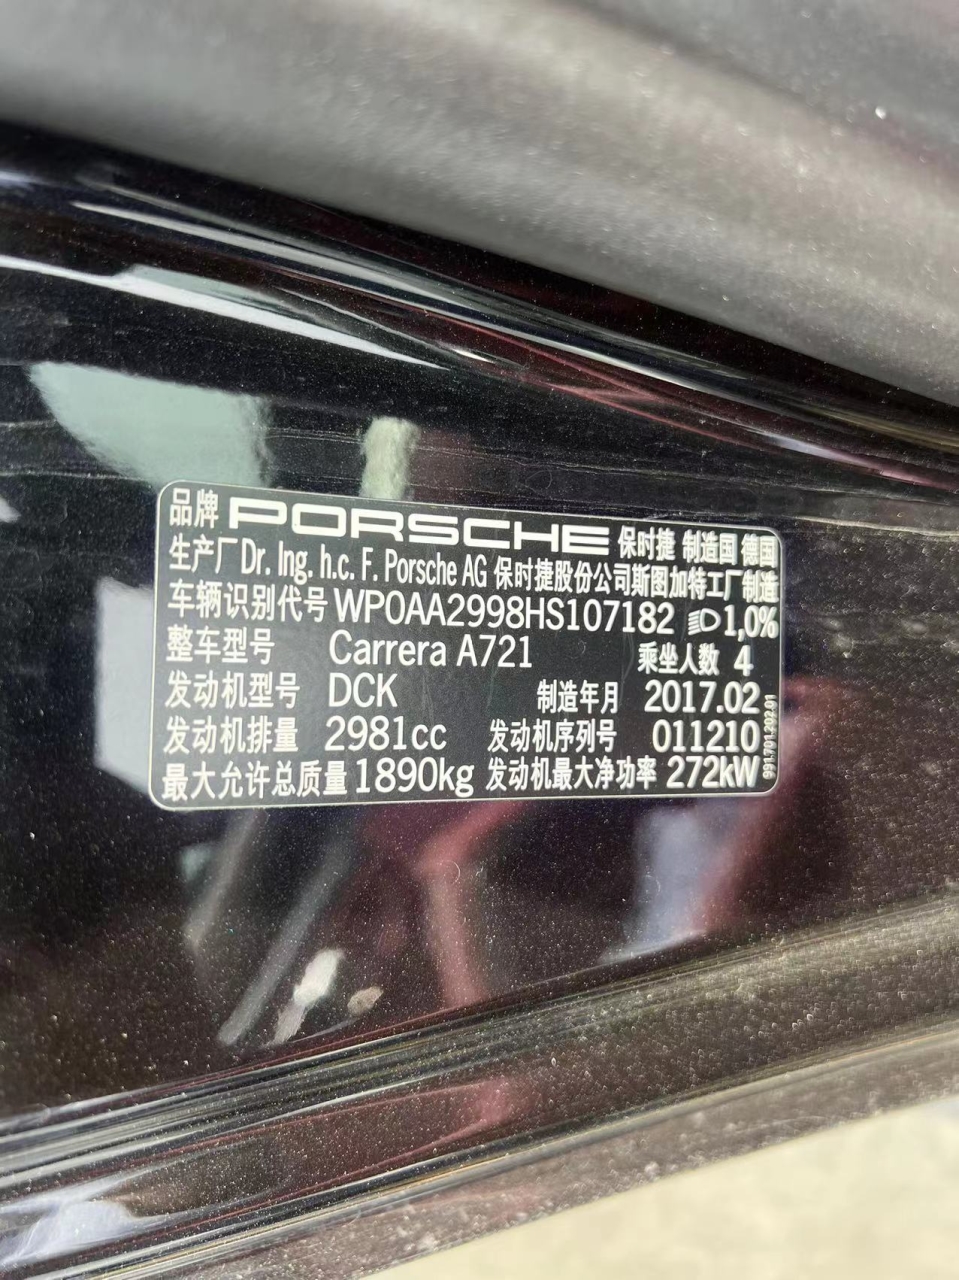 品牌 PORSCHE 保时捷 制造国 德国
生产厂 Dr. Ing. h.c. F. Porsche AG 保时捷股份公司斯图加特工厂制造
车辆识别代号 WP0AA2998HS107182 1,0%
整车型号 Carrera A721 乘坐人数 4
发动机型号 DCK 制造年月 2017.02
发动机排量 2981cc 发动机序列号 011210
最大允许总质量 1890kg 发动机最大净功率 272kW
991.701.202.01